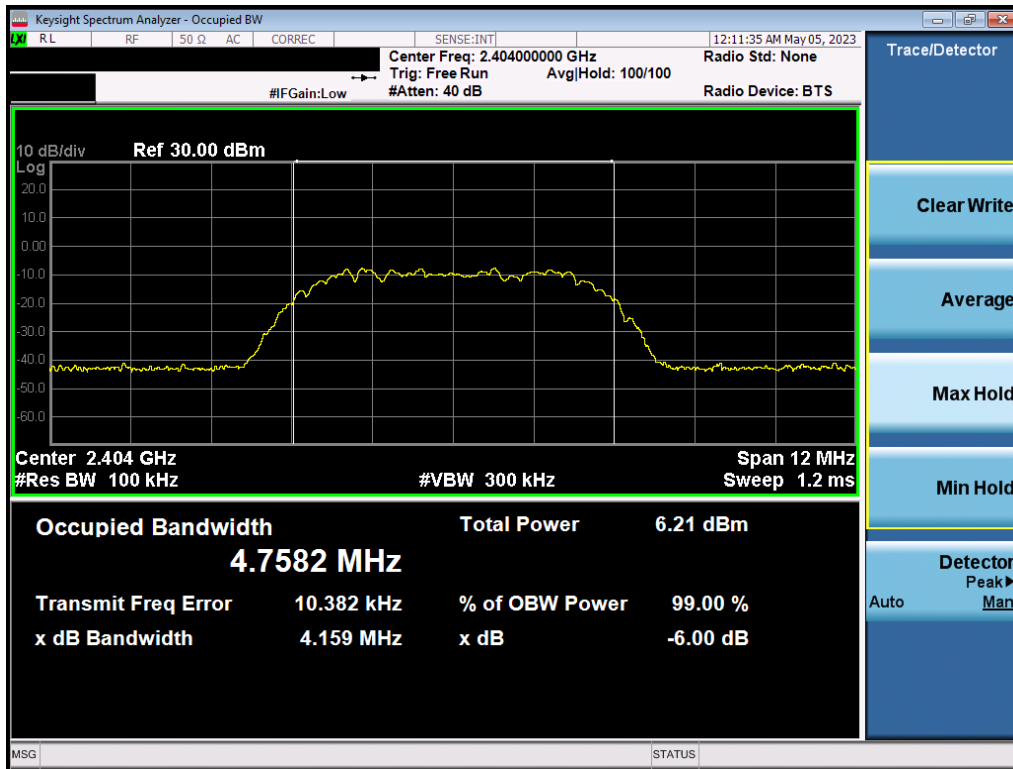 Keysight Spectrum Analyzer - Occupied BW
LXI RL RF 50 Ω AC CORREC SENSE:INT 12:11:35 AM May 05, 2023
Center Freq: 2.404000000 GHz Radio Std: None
Trig: Free Run Avg|Hold: 100/100
#IFGain:Low #Atten: 40 dB Radio Device: BTS
10 dB/div Ref 30.00 dBm
Log
20.0
10.0
0.00
-10.0
-20.0
-30.0
-40.0
-50.0
-60.0
Center 2.404 GHz Span 12 MHz
#Res BW 100 kHz #VBW 300 kHz Sweep 1.2 ms
Occupied Bandwidth Total Power 6.21 dBm
4.7582 MHz
Transmit Freq Error 10.382 kHz % of OBW Power 99.00 %
x dB Bandwidth 4.159 MHz x dB -6.00 dB
MSG STATUS
Trace/Detector
Clear Write
Average
Max Hold
Min Hold
Detector
Peak
Auto Man